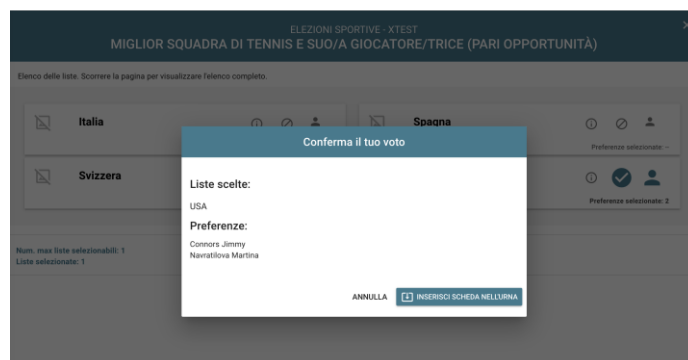 ELEZIONI SPORTIVE - XTEST
MIGLIOR SQUADRA DI TENNIS E SUO/A GIOCATORE/TRICE (PARI OPPORTUNITÀ)
Elenco delle liste. Scorrere la pagina per visualizzare l'elenco completo.
Italia
Spagna
Preferenze selezionate: --
Svizzera
Preferenze selezionate: 2
Num. max liste selezionabili: 1
Liste selezionate: 1
Conferma il tuo voto
Liste scelte:
USA
Preferenze:
Connors Jimmy
Navratilova Martina
ANNULLA
INSERISCI SCHEDA NELL'URNA